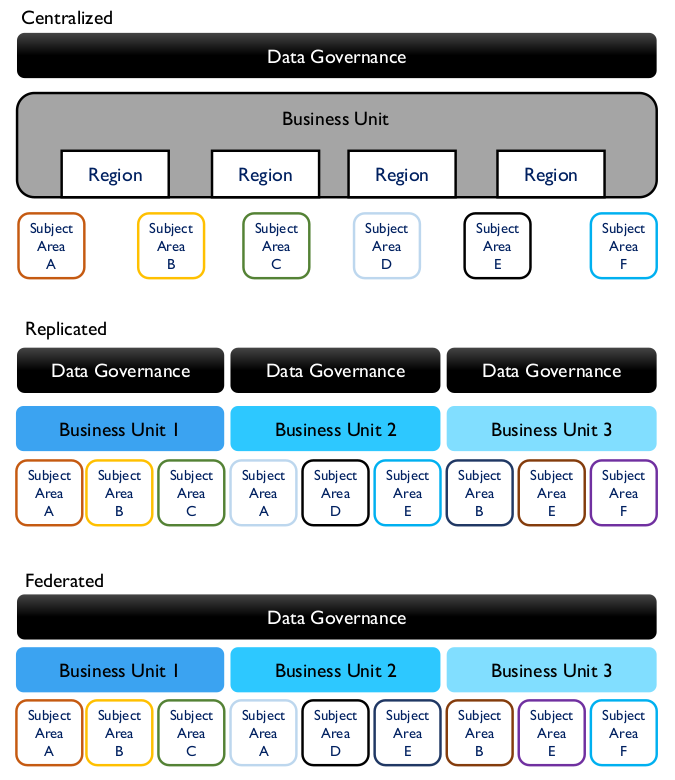 Centralized
Data Governance
Business Unit
Region
Region
Region
Region
Subject
Area
A
Subject
Area
B
Subject
Area
C
Subject
Area
D
Subject
Area
E
Subject
Area
F
Replicated
Data Governance
Data Governance
Data Governance
Business Unit 1
Business Unit 2
Business Unit 3
Subject
Area
A
Subject
Area
B
Subject
Area
C
Subject
Area
A
Subject
Area
D
Subject
Area
E
Subject
Area
B
Subject
Area
E
Subject
Area
F
Federated
Data Governance
Business Unit 1
Business Unit 2
Business Unit 3
Subject
Area
A
Subject
Area
B
Subject
Area
C
Subject
Area
A
Subject
Area
D
Subject
Area
E
Subject
Area
B
Subject
Area
E
Subject
Area
F